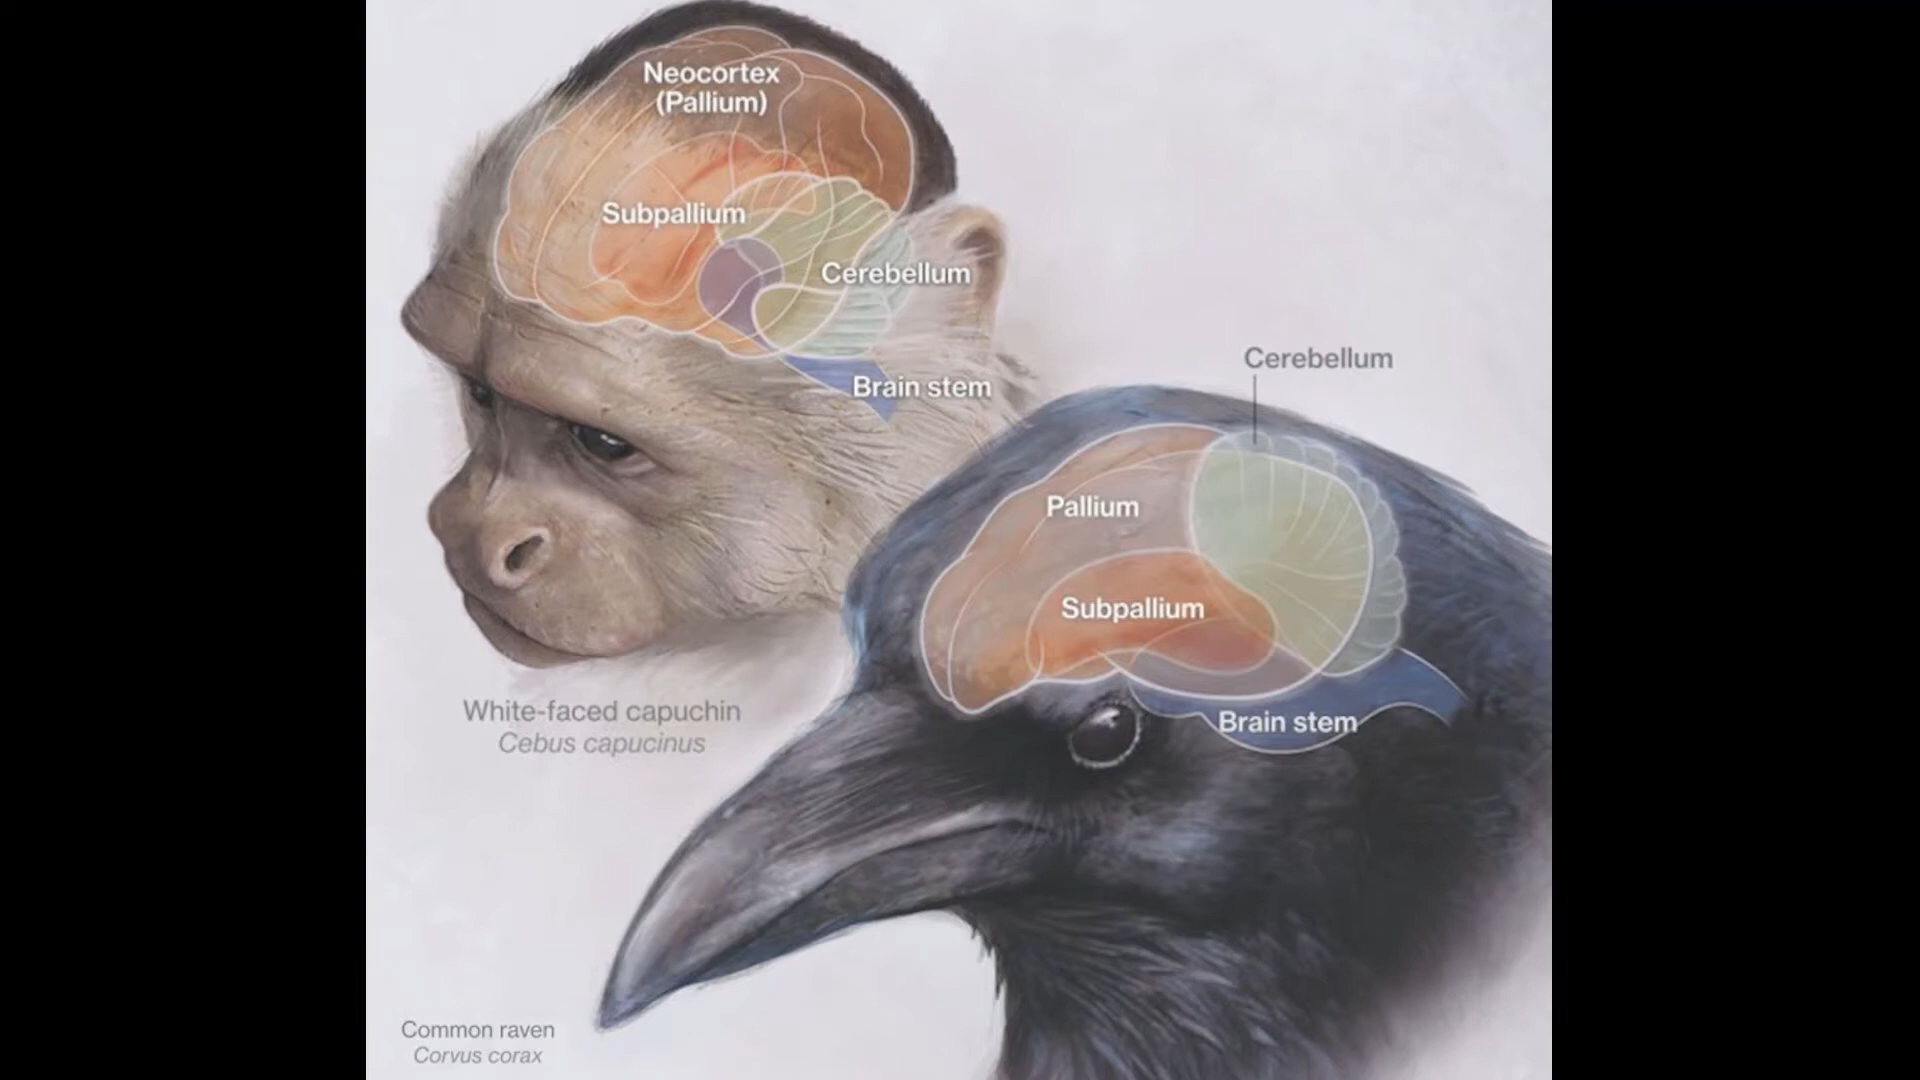 Neocortex
(Pallium)
Subpallium
Cerebellum
Brain stem
Cerebellum
Pallium
Subpallium
Brain stem
White-faced capuchin
Cebus capucinus
Common raven
Corvus corax